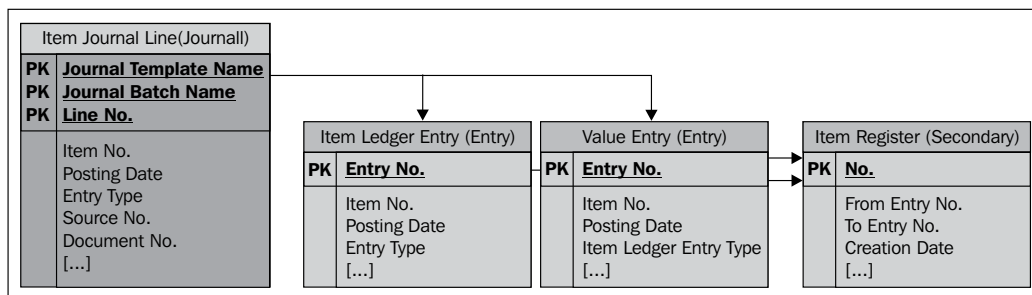 Item Journal Line(Journall)
PK Journal Template Name
PK Journal Batch Name
PK Line No.
Item No.
Posting Date
Entry Type
Source No.
Document No.
[...]
Item Ledger Entry (Entry)
PK Entry No.
Item No.
Posting Date
Entry Type
[...]
Value Entry (Entry)
PK Entry No.
Item No.
Posting Date
Item Ledger Entry Type
[...]
Item Register (Secondary)
PK No.
From Entry No.
To Entry No.
Creation Date
[...]